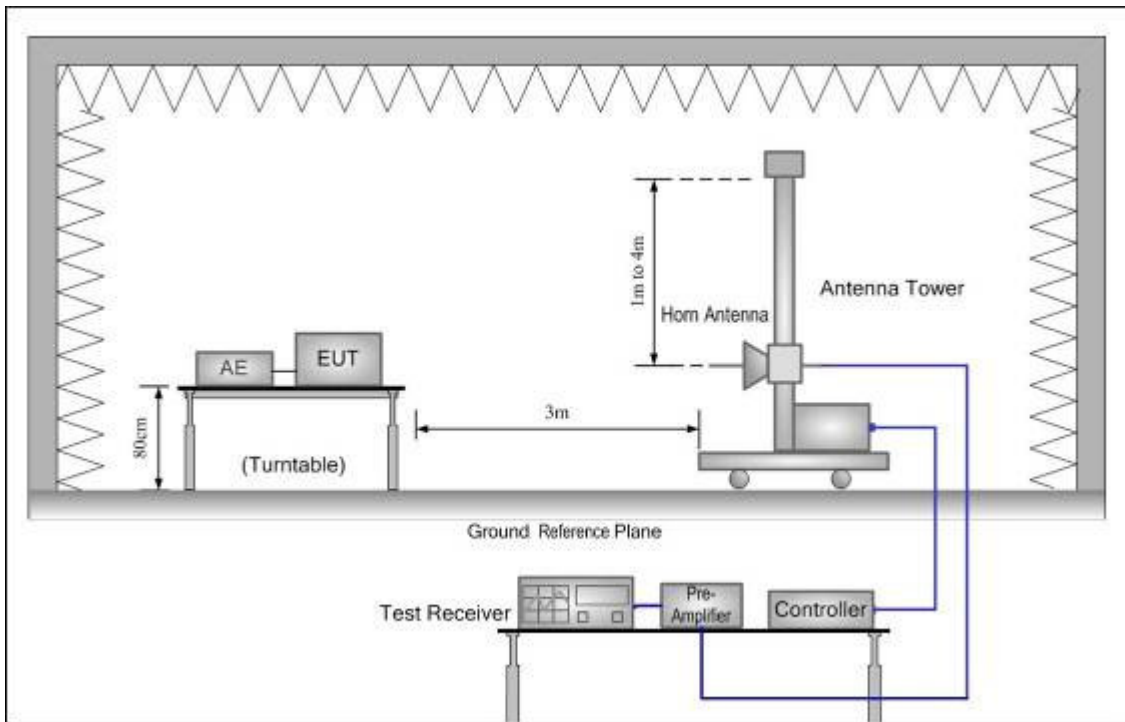 1m to 4m
Antenna Tower
Horn Antenna
AE
EUT
80cm
3m
(Turntable)
Ground Reference Plane
Test Receiver
Pre-
Amplifier
Controller